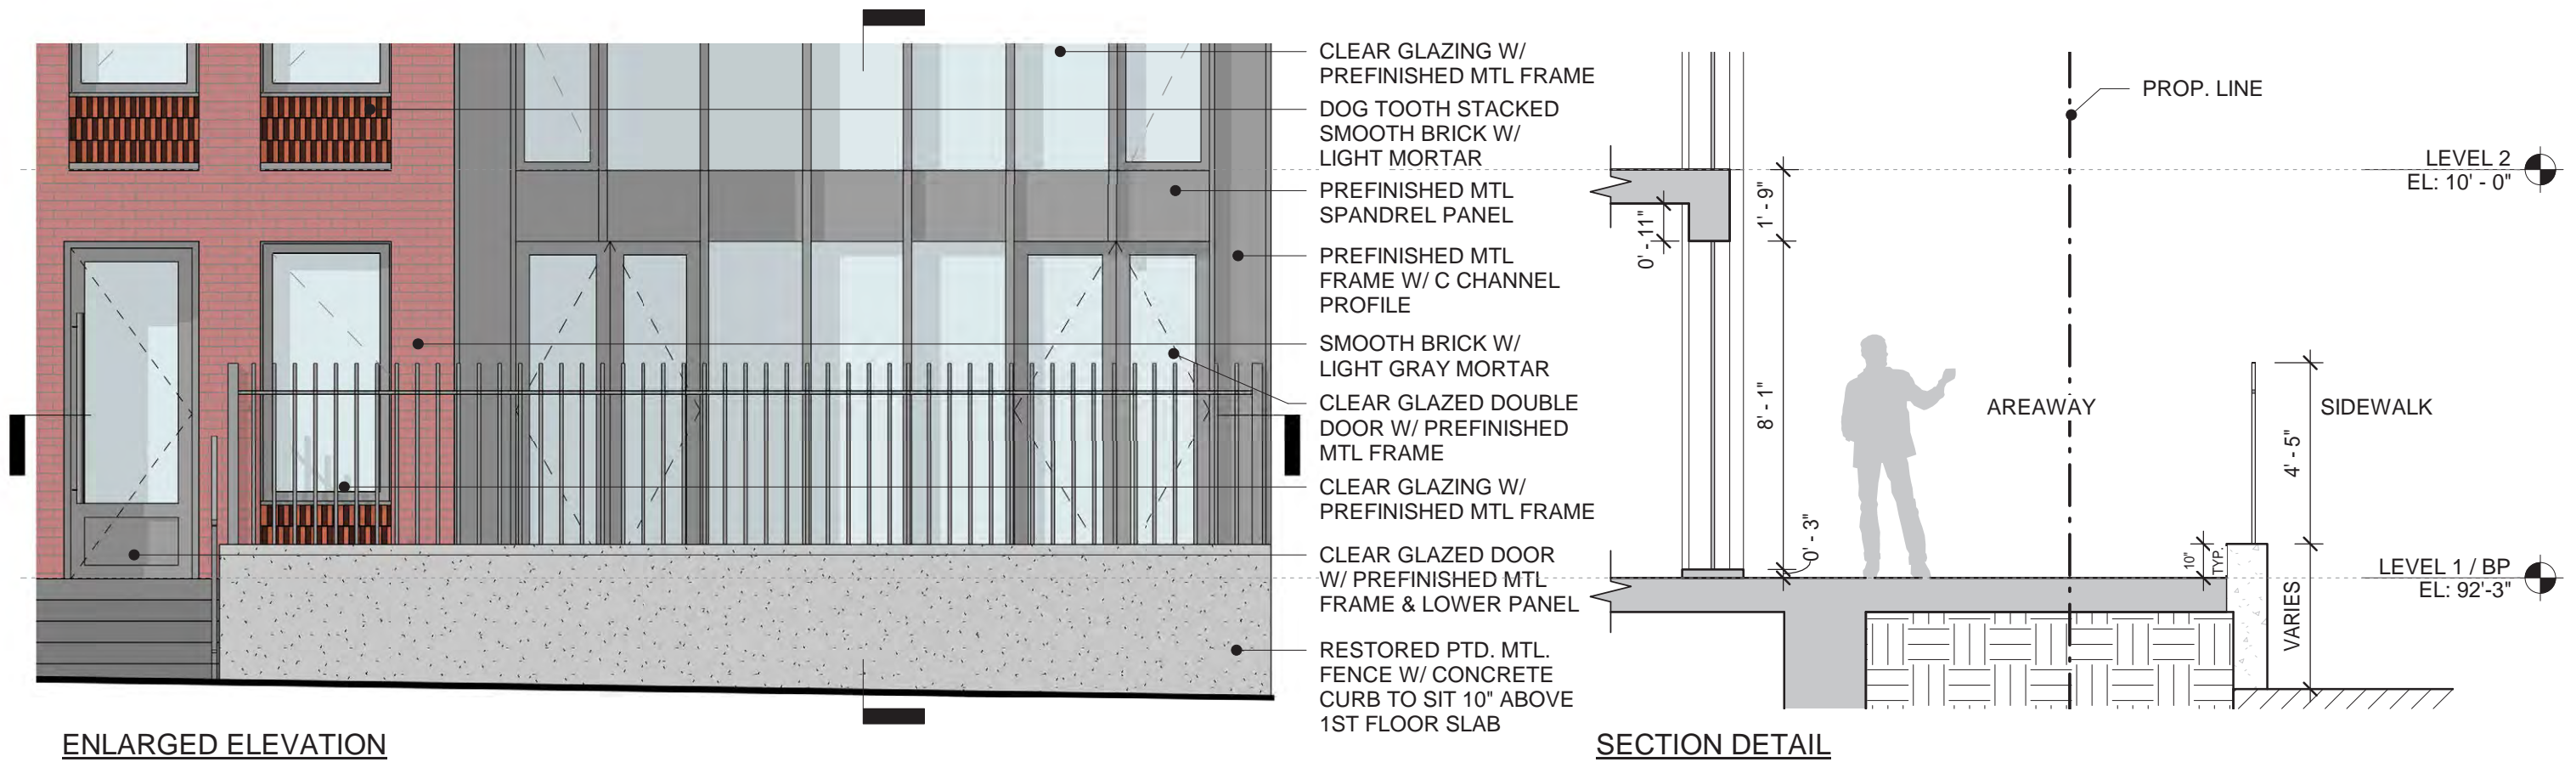 CLEAR GLAZING W/
PREFINISHED MTL FRAME
DOG TOOTH STACKED
SMOOTH BRICK W/
LIGHT MORTAR
PREFINISHED MTL
SPANDREL PANEL
PREFINISHED MTL
FRAME W/ C CHANNEL
PROFILE
SMOOTH BRICK W/
LIGHT GRAY MORTAR
CLEAR GLAZED DOUBLE
DOOR W/ PREFINISHED
MTL FRAME
CLEAR GLAZING W/
PREFINISHED MTL FRAME
CLEAR GLAZED DOOR
W/ PREFINISHED MTL
FRAME & LOWER PANEL
RESTORED PTD. MTL.
FENCE W/ CONCRETE
CURB TO SIT 10" ABOVE
1ST FLOOR SLAB
ENLARGED ELEVATION
PROP. LINE
LEVEL 2
EL: 10' - 0"
1' - 9"
0' - 11"
8' - 1"
AREAWAY
SIDEWALK
4' - 5"
0' - 3"
10"
TYP.
LEVEL 1 / BP
EL: 92'-3"
VARIES
SECTION DETAIL